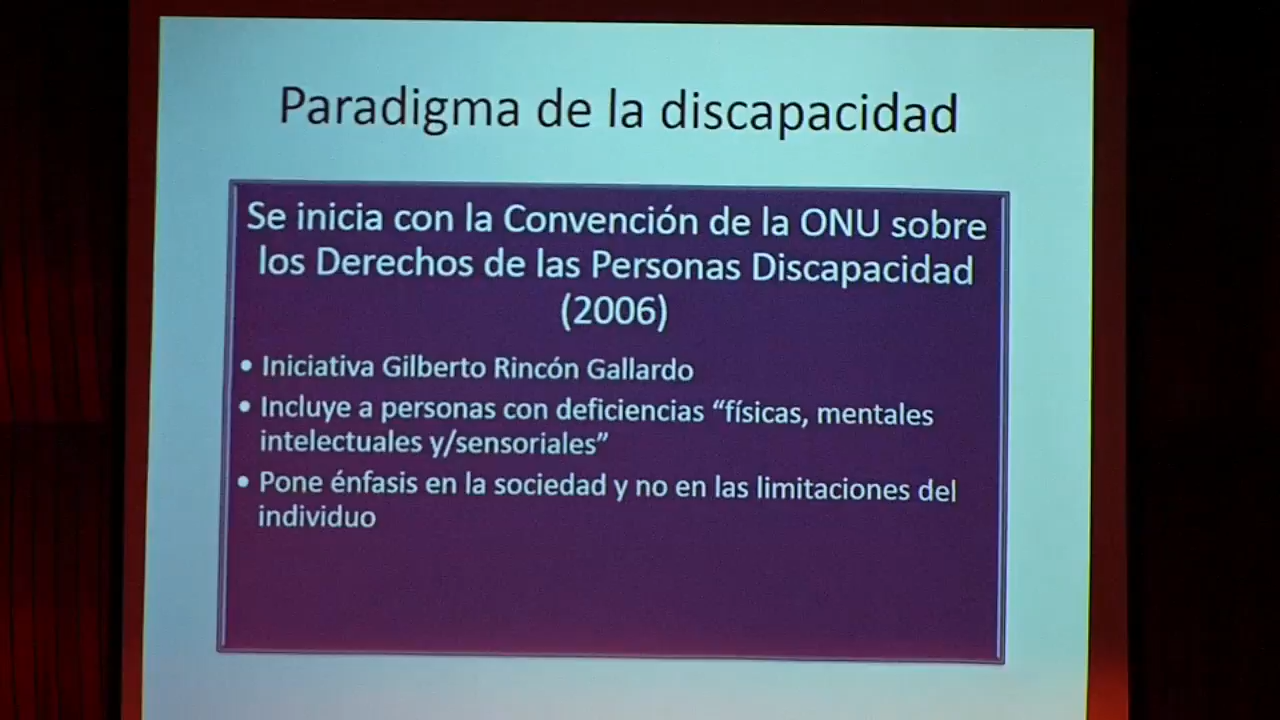 Paradigma de la discapacidad
Se inicia con la Convención de la ONU sobre
los Derechos de las Personas Discapacidad
(2006)
• Iniciativa Gilberto Rincón Gallardo
• Incluye a personas con deficiencias “físicas, mentales
intelectuales y/sensoriales”
• Pone énfasis en la sociedad y no en las limitaciones del
individuo